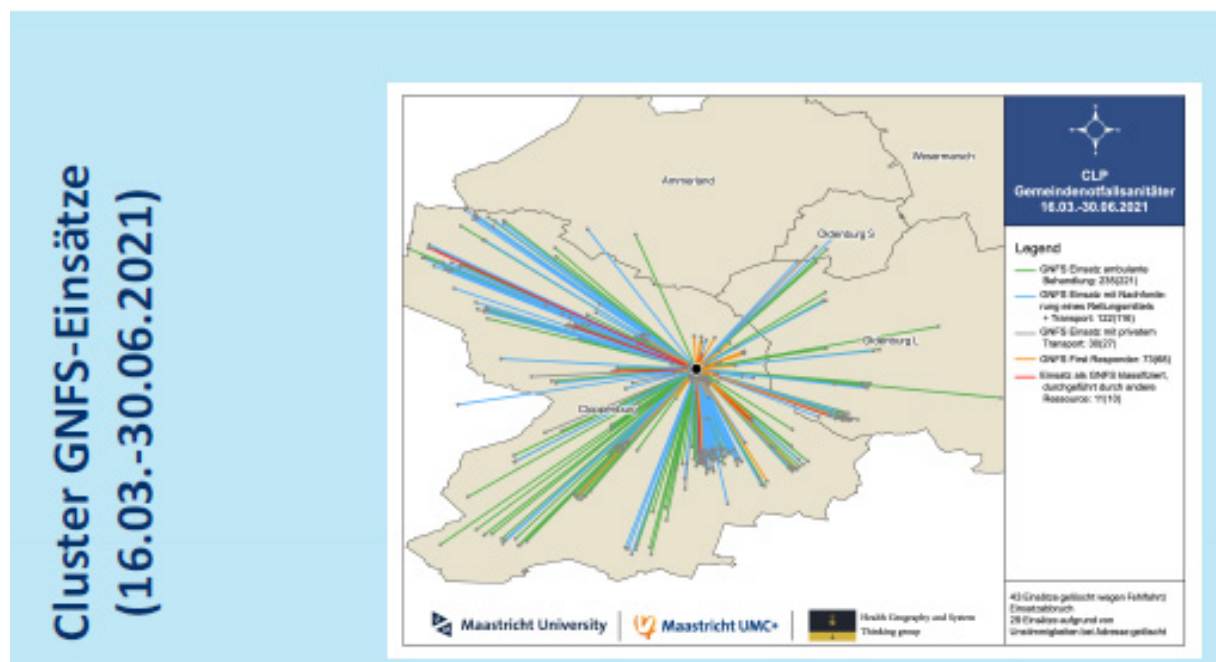 Cluster GNFS-Einsätze
(16.03.-30.06.2021)
Wesermarsch
Ammerland
Oldenburg S
Oldenburg L
Cloppenburg
CLP
Gemeindenotfallsanitäter
16.03.-30.06.2021
Legend
GNFS Einsatz ambulante
Behandlung: 235(221)
GNFS Einsatz mit Nachforde-
rung eines Rettungsmittels
+ Transport: 122(116)
GNFS Einsatz mit privatem
Transport: 30(27)
GNFS First Responder: 73(68)
Einsatz als GNFS klassifiziert,
durchgeführt durch andere
Ressource: 11(10)
43 Einsätze gelöscht wegen Fehlfahrt/
Einsatzabbruch
28 Einsätze aufgrund von
Unstimmigkeiten bei Adresse gelöscht
Maastricht University
Maastricht UMC+
Health Geography and System
Thinking group